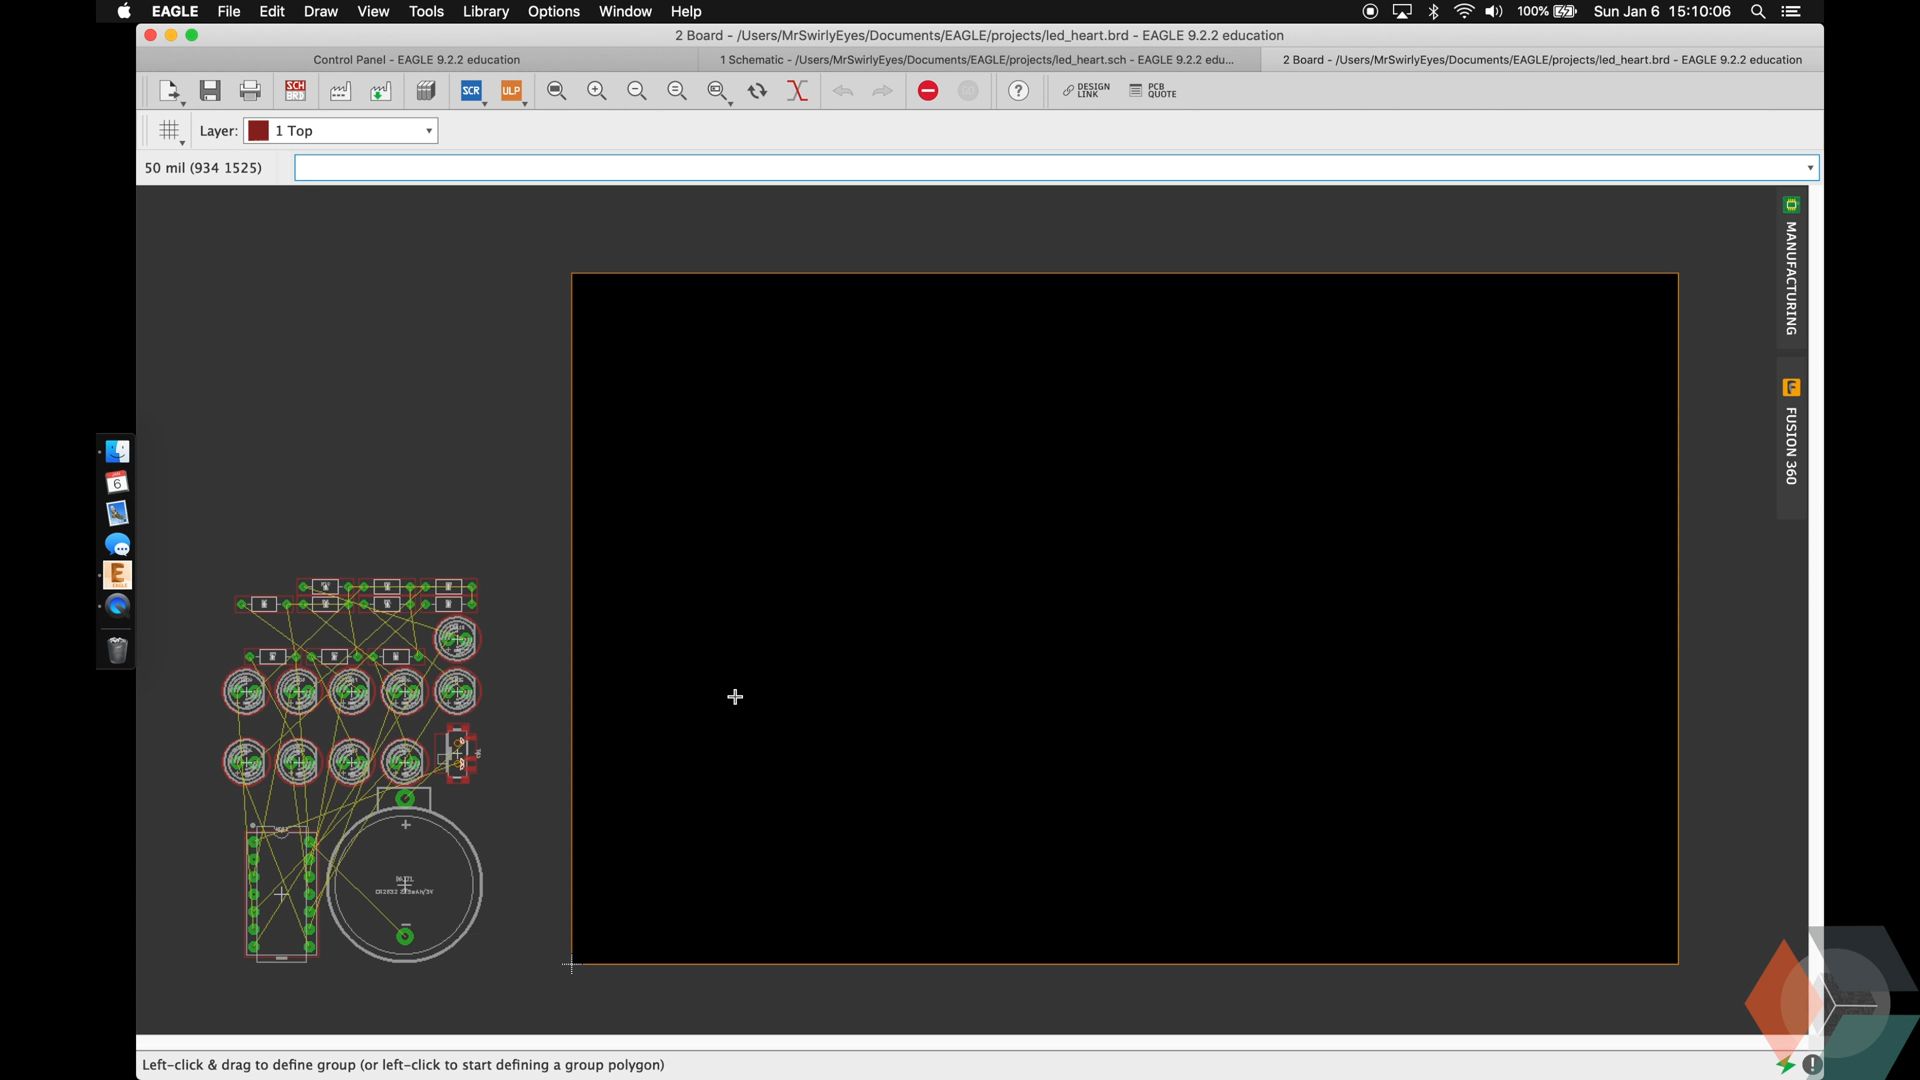 EAGLE File Edit Draw View Tools Library Options Window Help
100% Sun Jan 6 15:10:06
2 Board - /Users/MrSwirlyEyes/Documents/EAGLE/projects/led_heart.brd - EAGLE 9.2.2 education
Control Panel - EAGLE 9.2.2 education
1 Schematic - /Users/MrSwirlyEyes/Documents/EAGLE/projects/led_heart.sch - EAGLE 9.2.2 edu...
2 Board - /Users/MrSwirlyEyes/Documents/EAGLE/projects/led_heart.brd - EAGLE 9.2.2 education
SCH
BRD
SCR
ULP
DESIGN
LINK
PCB
QUOTE
Layer: 1 Top
50 mil (934 1525)
MANUFACTURING
FUSION 360
6
E
EAGLE
Left-click & drag to define group (or left-click to start defining a group polygon)